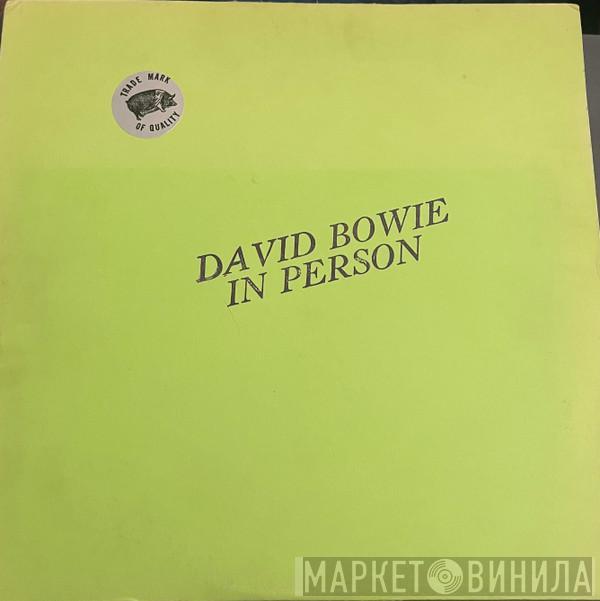 TRADE MARK
OF QUALITY
DAVID BOWIE
IN PERSON
МАРКЕТ ВИНИЛА